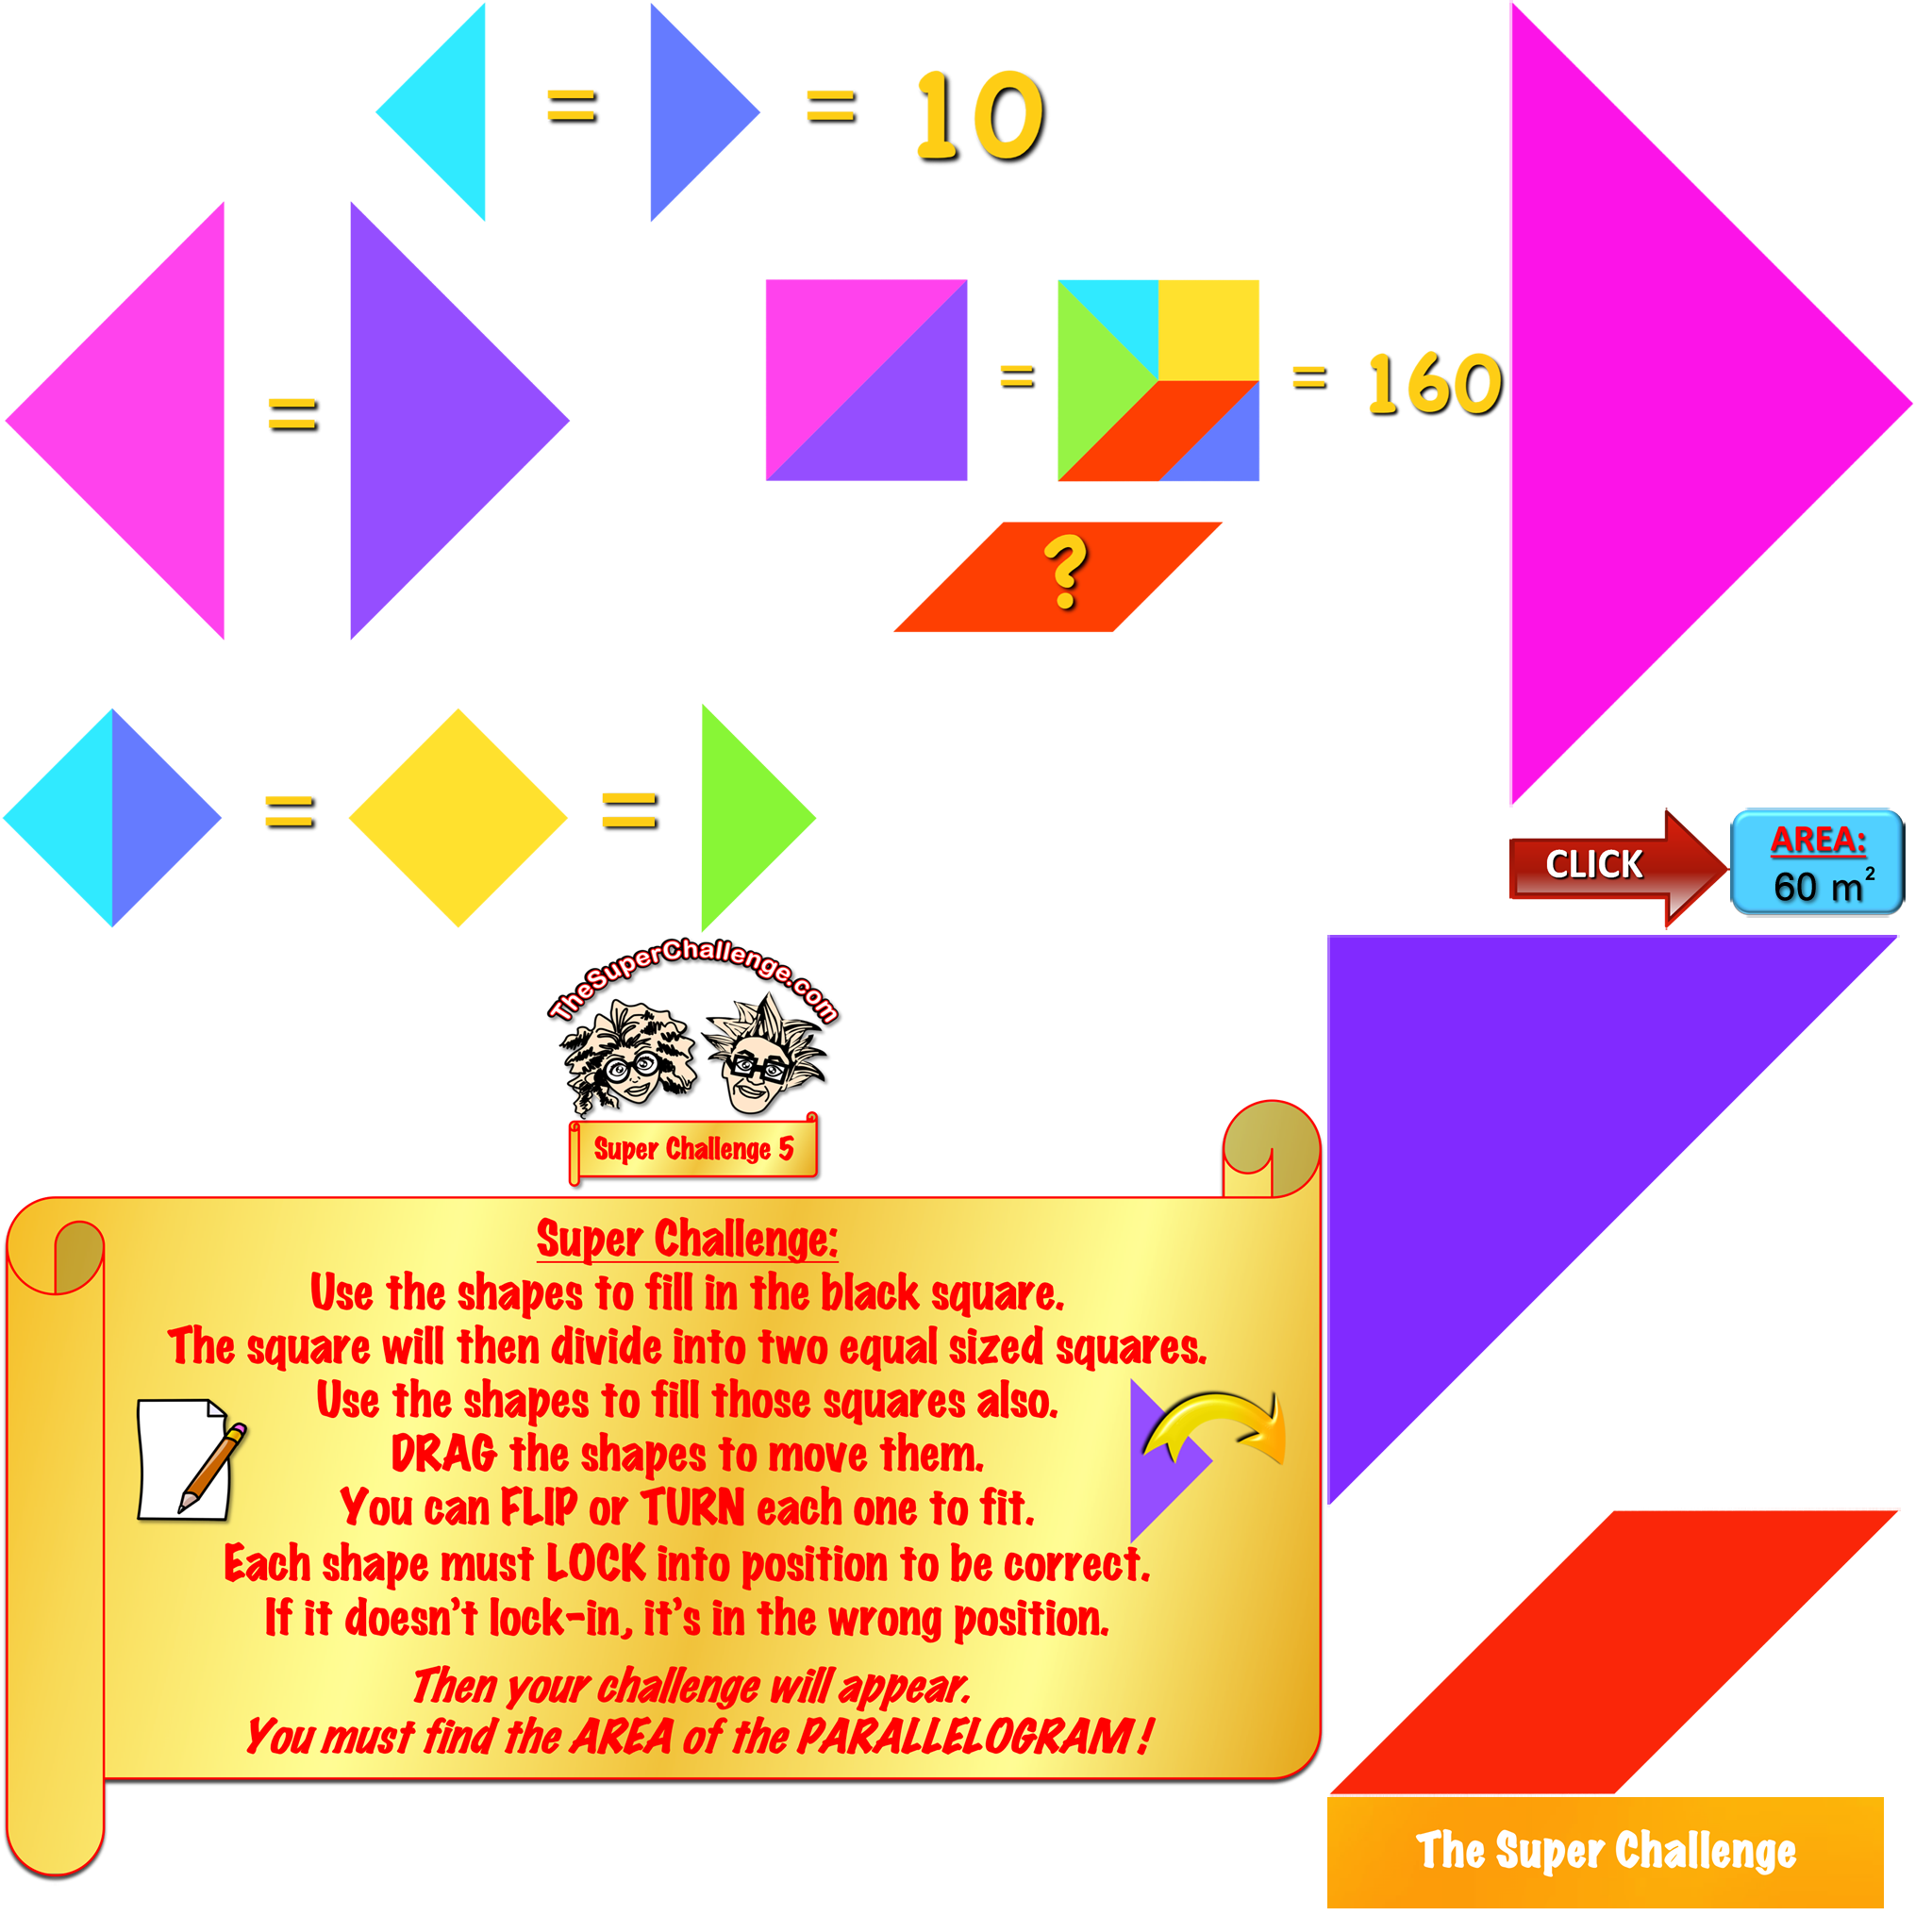 = = 10
=
= = 160
?
= =
CLICK
AREA:
60 m²
TheSuperChallenge.com
Super Challenge 5
Super Challenge:
Use the shapes to fill in the black square.
The square will then divide into two equal sized squares.
Use the shapes to fill those squares also.
DRAG the shapes to move them.
You can FLIP or TURN each one to fit.
Each shape must LOCK into position to be correct.
If it doesn't lock-in, it's in the wrong position.
Then your challenge will appear.
You must find the AREA of the PARALLELOGRAM!
The Super Challenge